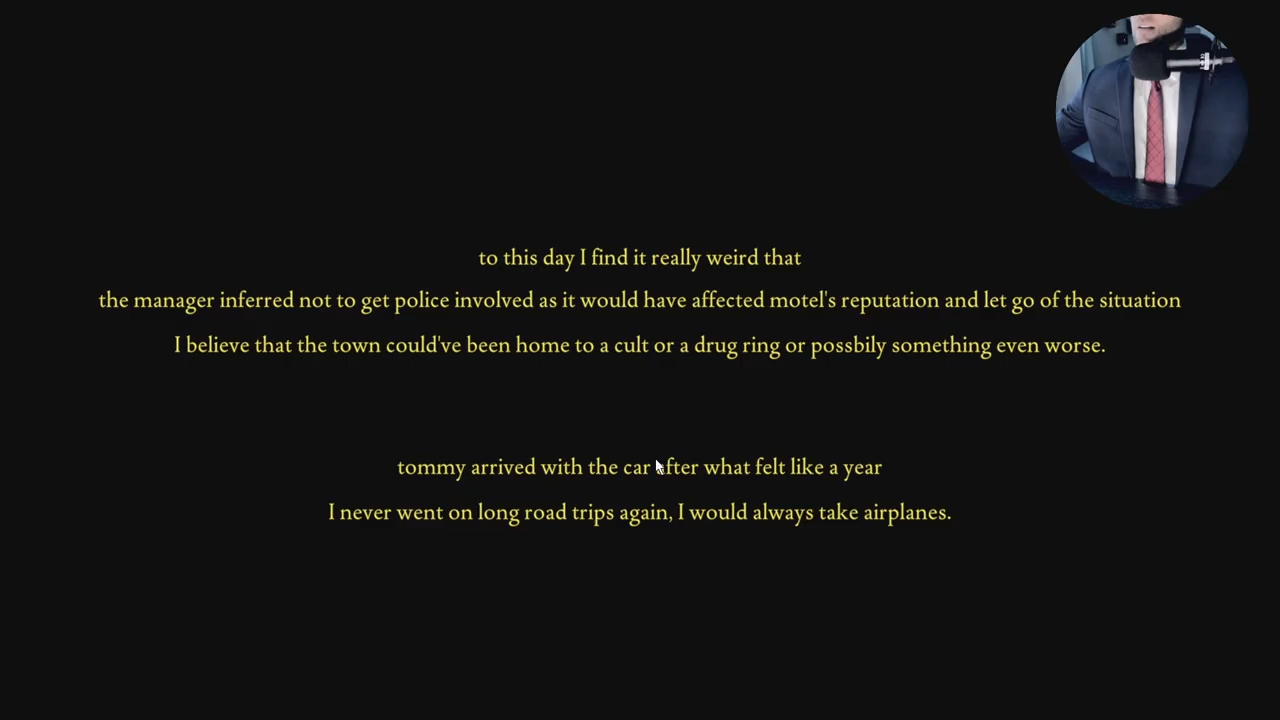 to this day I find it really weird that
the manager inferred not to get police involved as it would have affected motel's reputation and let go of the situation
I believe that the town could've been home to a cult or a drug ring or possbily something even worse.
tommy arrived with the car after what felt like a year
I never went on long road trips again, I would always take airplanes.